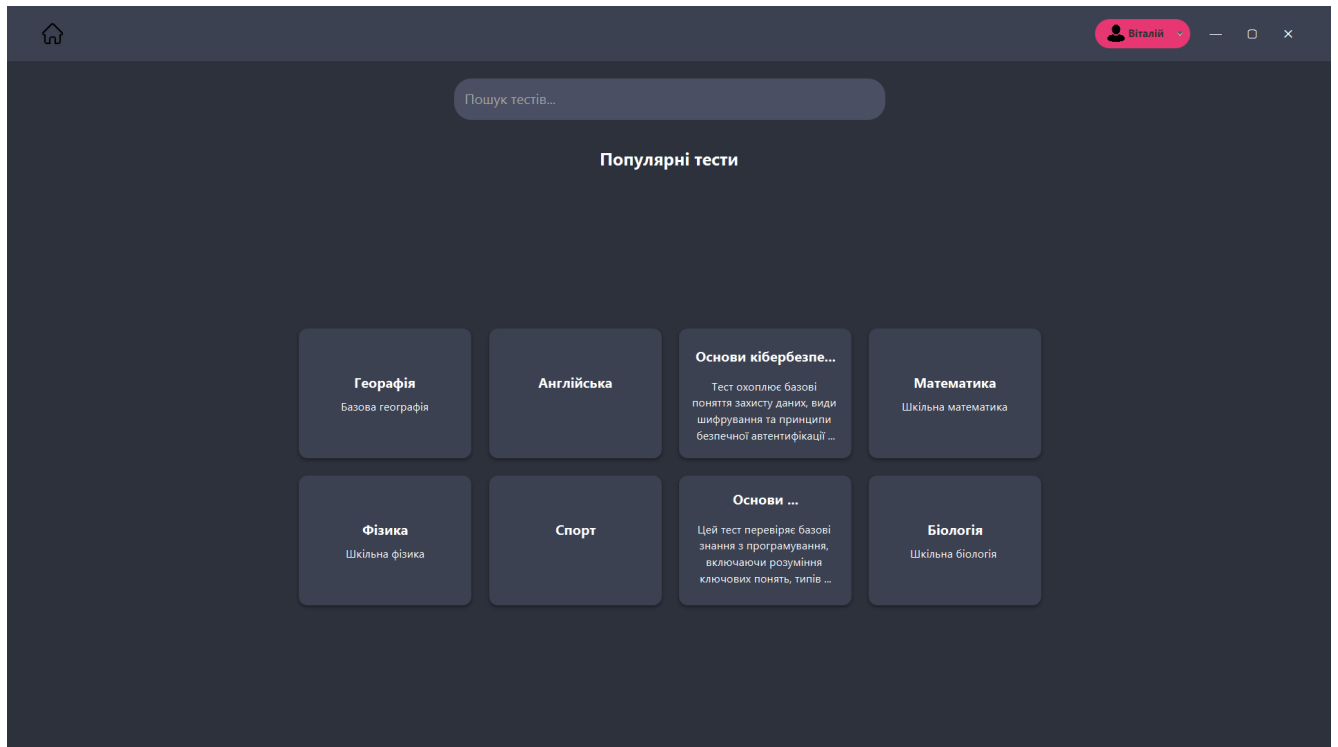 Віталій
Пошук тестів...
Популярні тести
Географія
Базова географія
Англійська
Основи кібербезпе...
Тест охоплює базові
поняття захисту даних, види
шифрування та принципи
безпечної автентифікації ...
Математика
Шкільна математика
Фізика
Шкільна фізика
Спорт
Основи ...
Цей тест перевіряє базові
знання з програмування,
включаючи розуміння
ключових понять, типів ...
Біологія
Шкільна біологія